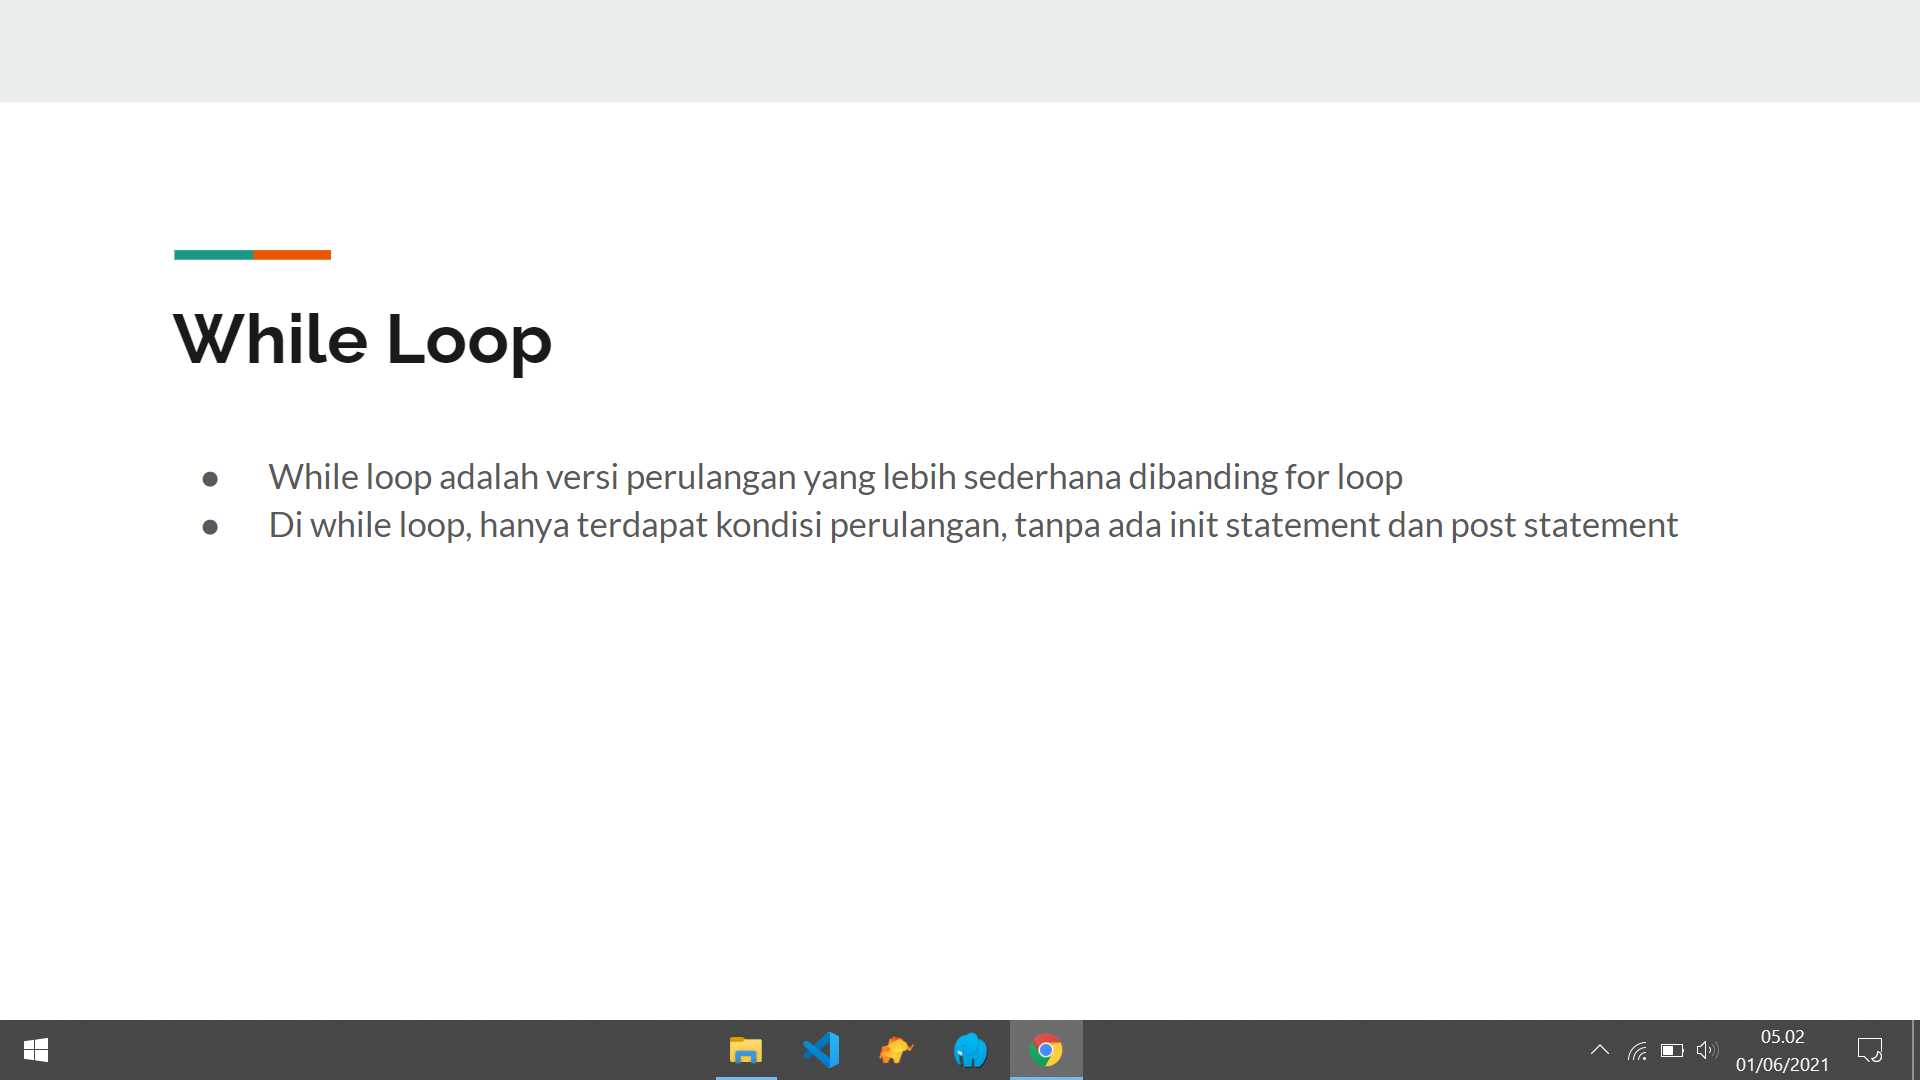 While Loop
● While loop adalah versi perulangan yang lebih sederhana dibanding for loop
● Di while loop, hanya terdapat kondisi perulangan, tanpa ada init statement dan post statement
05.02
01/06/2021